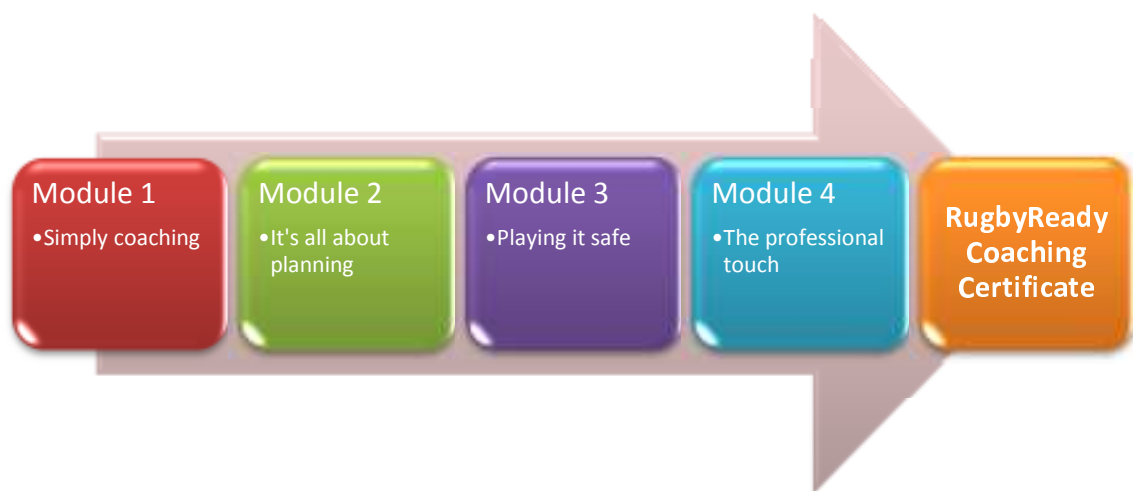 Module 1
•Simply coaching
Module 2
•It's all about
planning
Module 3
•Playing it safe
Module 4
•The professional
touch
RugbyReady
Coaching
Certificate